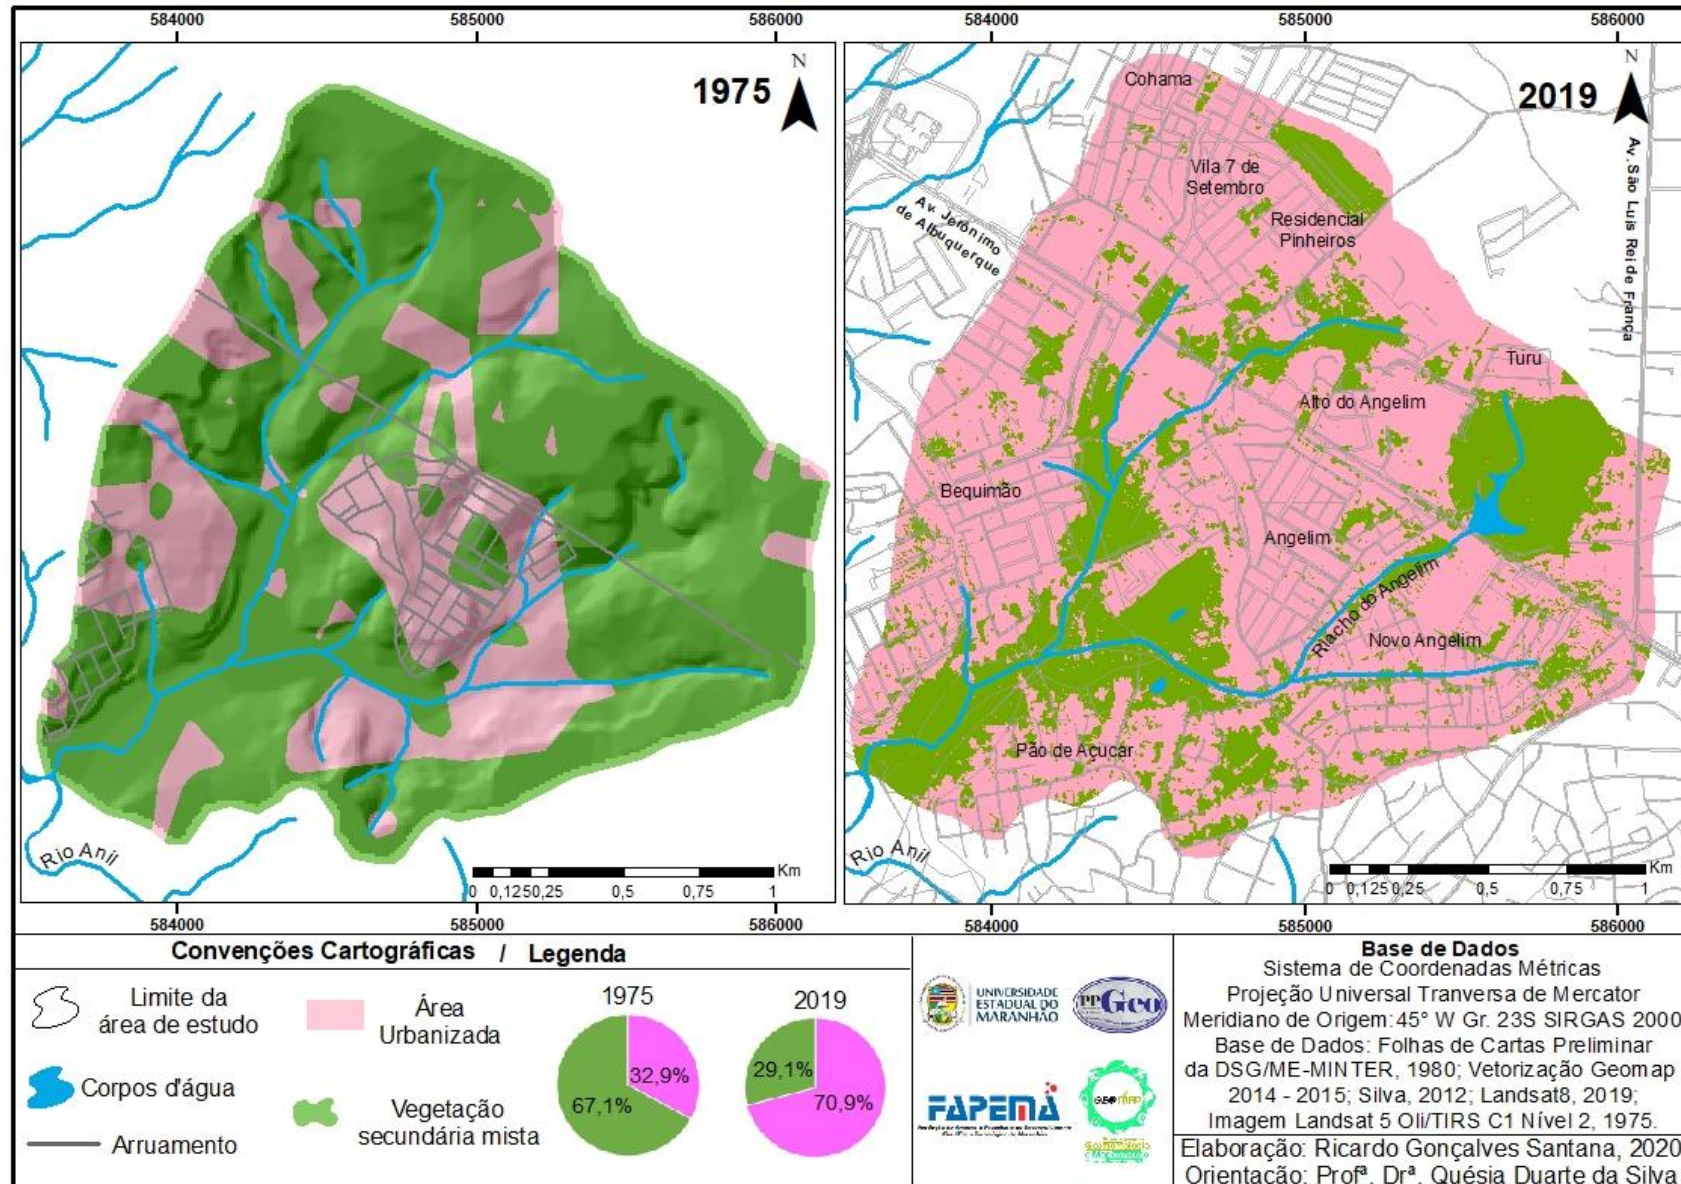 584000
585000
586000
584000
585000
586000
1975
N
Rio Anil
0 0,125 0,25 0,5 0,75 1
Km
2019
N
Cohama
Vila 7 de
Setembro
Residencial
Pinheiros
Av. Jerônimo
de Albuquerque
Av. São Luis Rei de França
Turu
Alto do Angelim
Bequimão
Angelim
Riacho do Angelim
Novo Angelim
Pão de Açucar
Rio Anil
0 0,125 0,25 0,5 0,75 1
Km
584000
585000
586000
584000
585000
586000
Convenções Cartográficas / Legenda
Limite da
área de estudo
Corpos d'água
Arruamento
Área
Urbanizada
Vegetação
secundária mista
1975
32,9%
67,1%
2019
29,1%
70,9%
UNIVERSIDADE
ESTADUAL DO
MARANHÃO
PPGeo
FAPEMA
GEOMAP
Base de Dados
Sistema de Coordenadas Métricas
Projeção Universal Tranversa de Mercator
Meridiano de Origem: 45° W Gr. 23S SIRGAS 2000
Base de Dados: Folhas de Cartas Preliminar
da DSG/ME-MINTER, 1980; Vetorização Geomap
2014 - 2015; Silva, 2012; Landsat8, 2019;
Imagem Landsat 5 Oli/TIRS C1 Nível 2, 1975.
Elaboração: Ricardo Gonçalves Santana, 2020
Orientação: Profª. Drª. Quésia Duarte da Silva